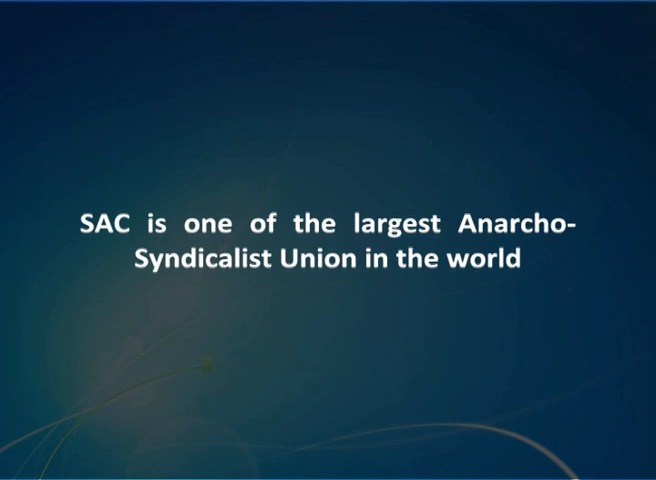 SAC is one of the largest Anarcho-
Syndicalist Union in the world